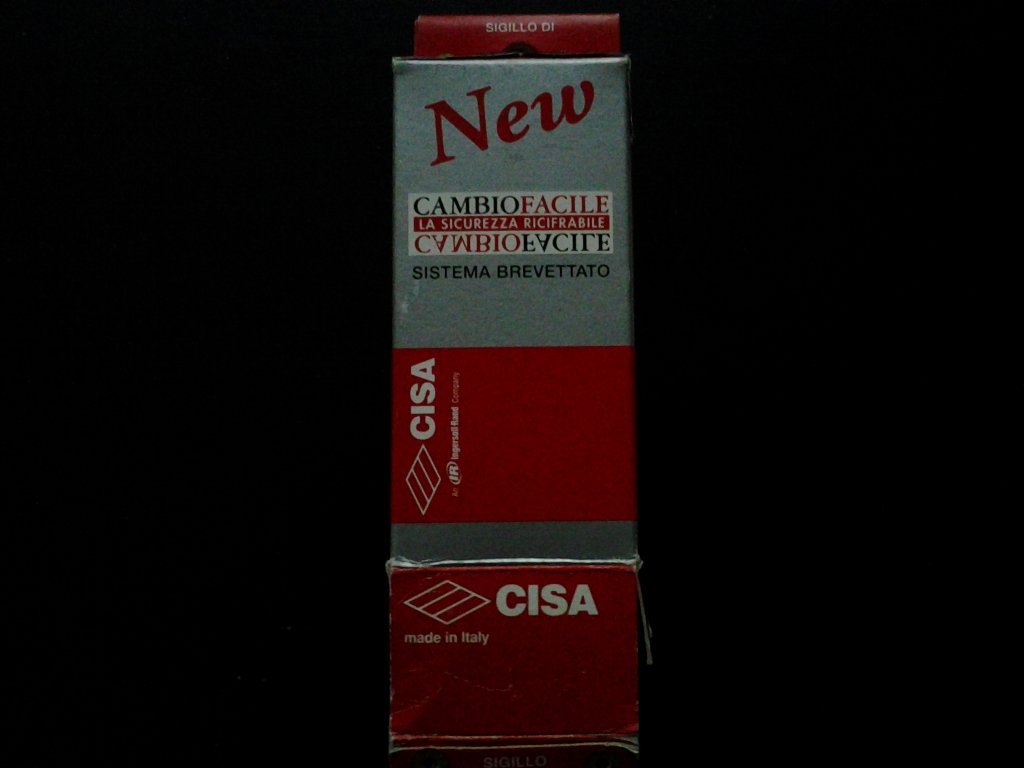 SIGILLO DI
New
CAMBIOFACILE
LA SICUREZZA RICIFRABILE
CAMBIOFACILE
SISTEMA BREVETTATO
CISA
An IR Ingersoll-Rand Company
CISA
made in Italy
SIGILLO